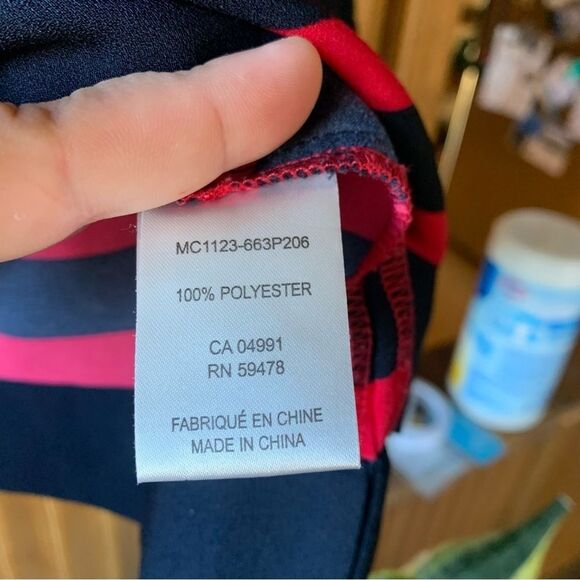 MC1123-663P206
100% POLYESTER
CA 04991
RN 59478
FABRIQUÉ EN CHINE
MADE IN CHINA